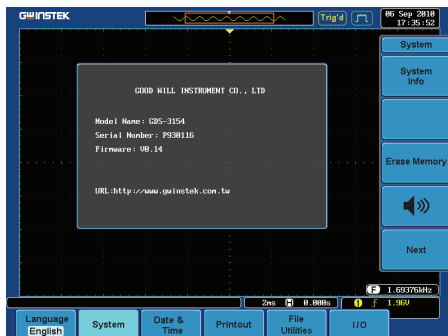 GWINSTEK
Trig'd
06 Sep 2010
17:35:52
System
System
Info
GOOD WILL INSTRUMENT CO., LTD
Model Name: GDS-3154
Serial Number: P930116
Firmware: V0.14
URL:http://www.gwinstek.com.tw
Erase Memory
Next
F 1.69376kHz
2ms H 0.000s
1 f 1.96V
Language
English
System
Date &
Time
Printout
File
Utilities
I/O